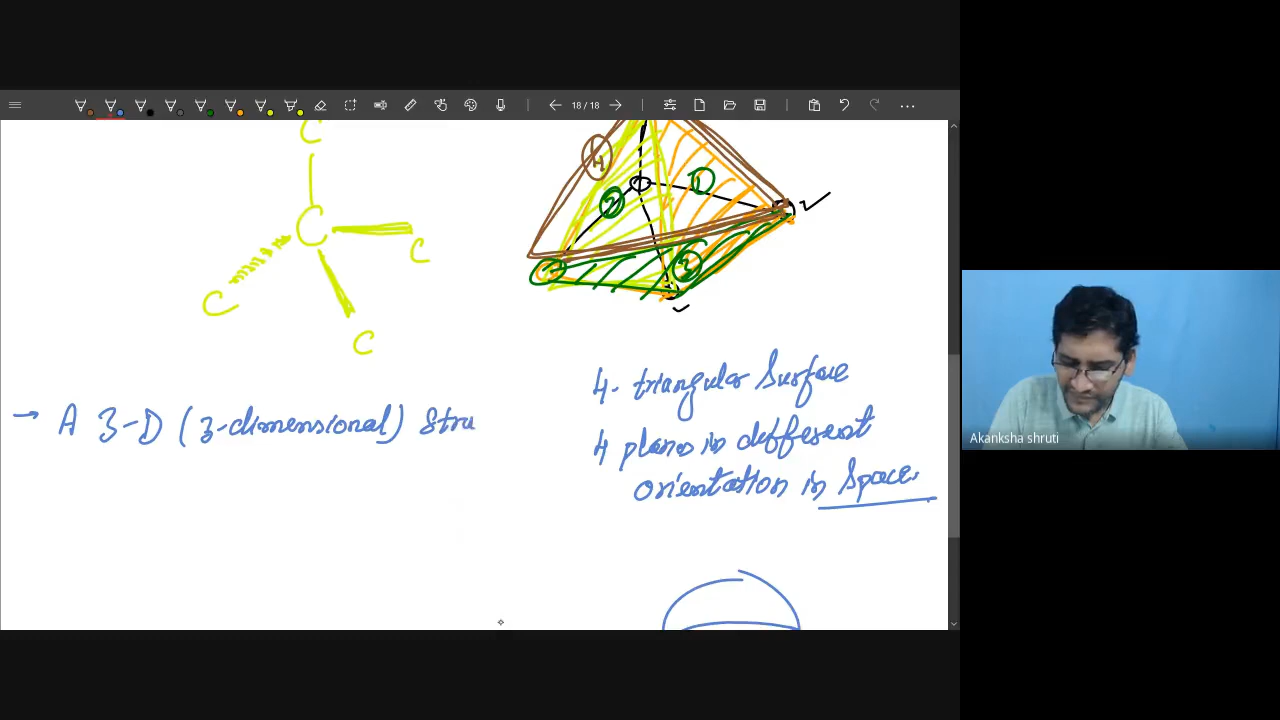 18 / 18
C
C
C
C
C
1
2
3
4
4. triangular Surface
4 planes in different
orientation in Space.
→ A 3-D (3-dimensional) Stru
Akanksha shruti